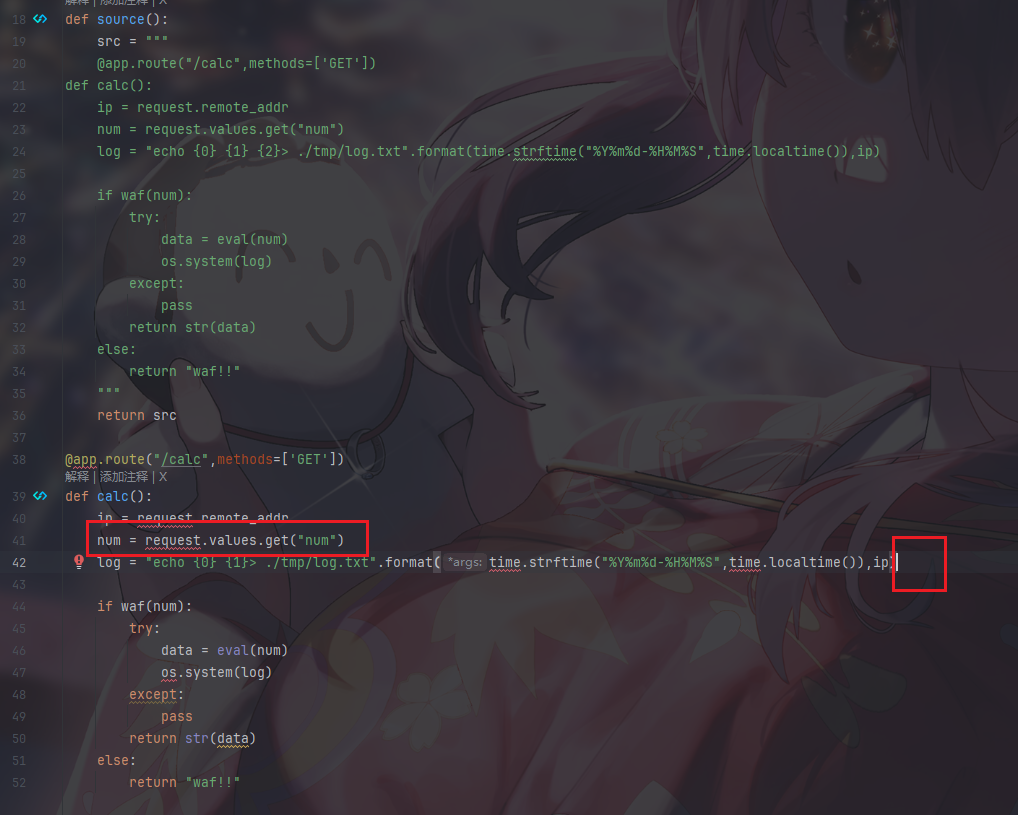 解释 | 添加注释 | X
18 def source():
19 src = """
20 @app.route("/calc",methods=['GET'])
21 def calc():
22 ip = request.remote_addr
23 num = request.values.get("num")
24 log = "echo {0} {1} {2}> ./tmp/log.txt".format(time.strftime("%Y%m%d-%H%M%S",time.localtime()),ip)
25
26 if waf(num):
27 try:
28 data = eval(num)
29 os.system(log)
30 except:
31 pass
32 return str(data)
33 else:
34 return "waf!!"
35 """
36 return src
37
38 @app.route("/calc",methods=['GET'])
解释 | 添加注释 | X
39 def calc():
40 ip = request.remote_addr
41 num = request.values.get("num")
42 log = "echo {0} {1}> ./tmp/log.txt".format( *args: time.strftime("%Y%m%d-%H%M%S",time.localtime()),ip)
43
44 if waf(num):
45 try:
46 data = eval(num)
47 os.system(log)
48 except:
49 pass
50 return str(data)
51 else:
52 return "waf!!"